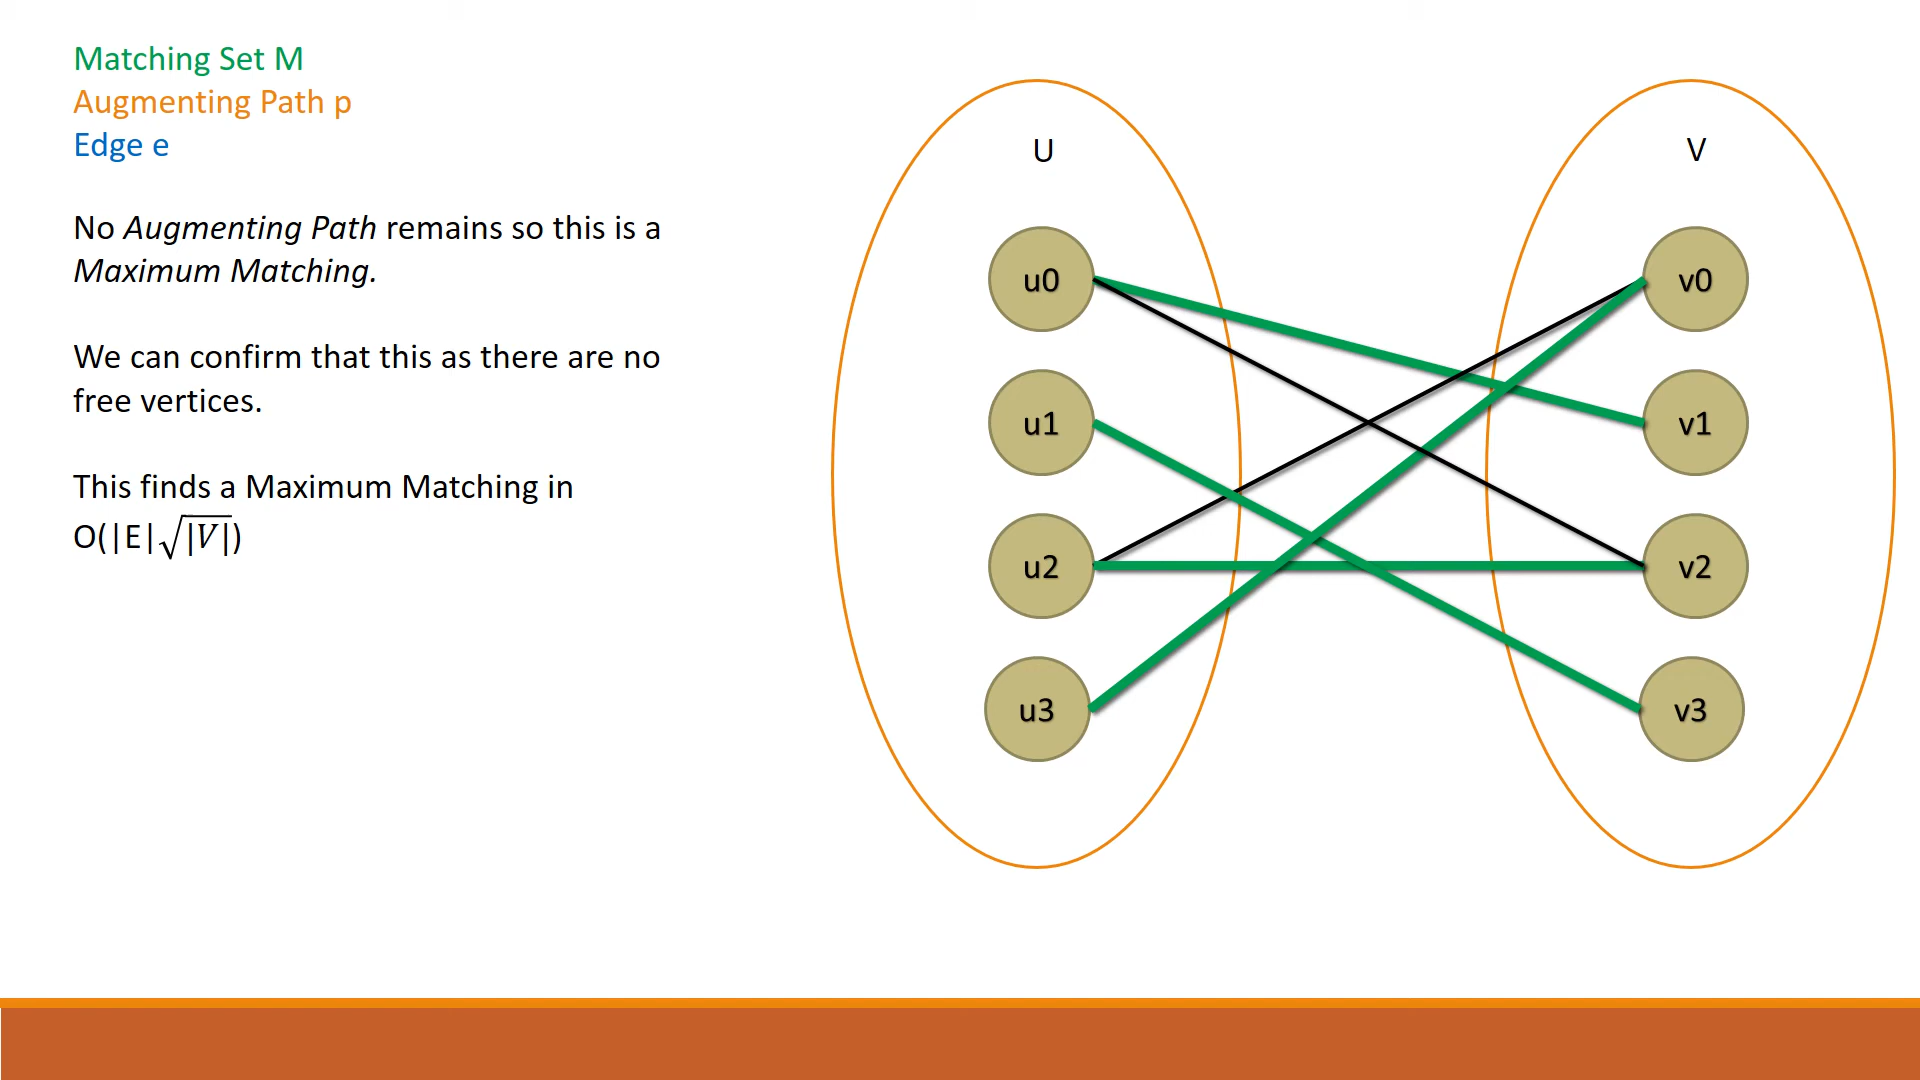 Matching Set M
Augmenting Path p
Edge e
No Augmenting Path remains so this is a
Maximum Matching.
We can confirm that this as there are no
free vertices.
This finds a Maximum Matching in
O(|E|√|V|)
U
V
u0
v0
u1
v1
u2
v2
u3
v3